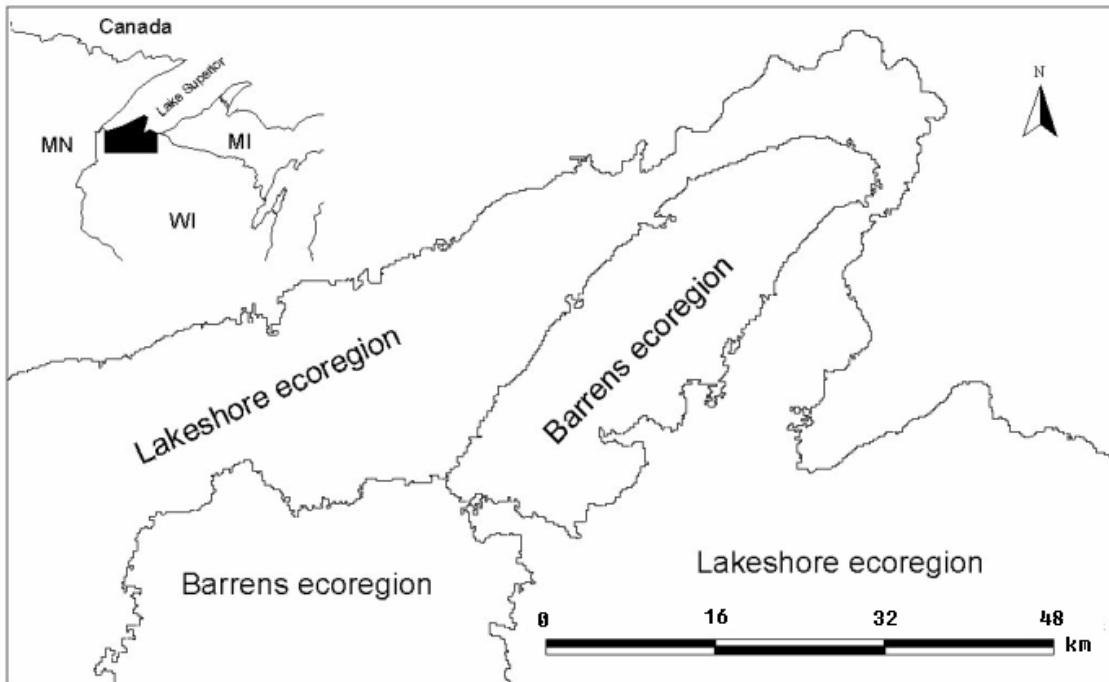 Canada
Lake Superior
MN
MI
WI
N
Lakeshore ecoregion
Barrens ecoregion
Barrens ecoregion
Lakeshore ecoregion
0 16 32 48
km